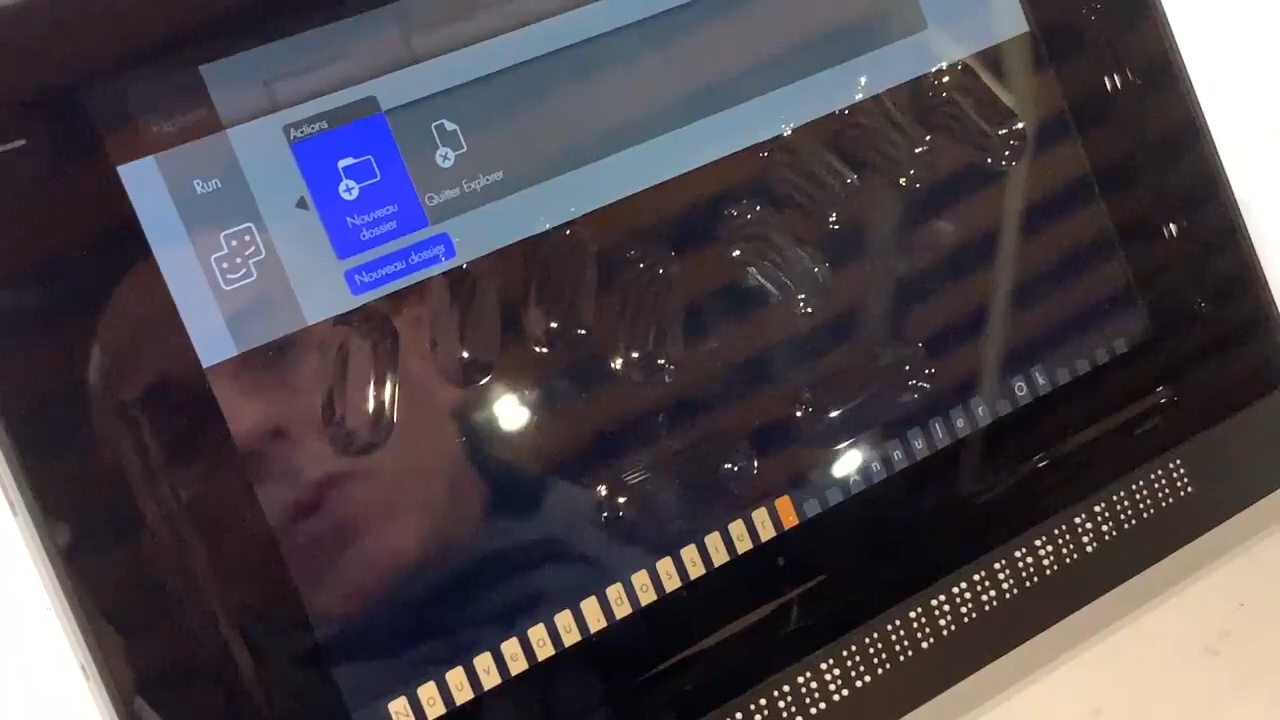 Run
Actions
Nouveau
dossier
Quitter Explorer
Nouveau dossier
Nouveau dossier Annuler Ok